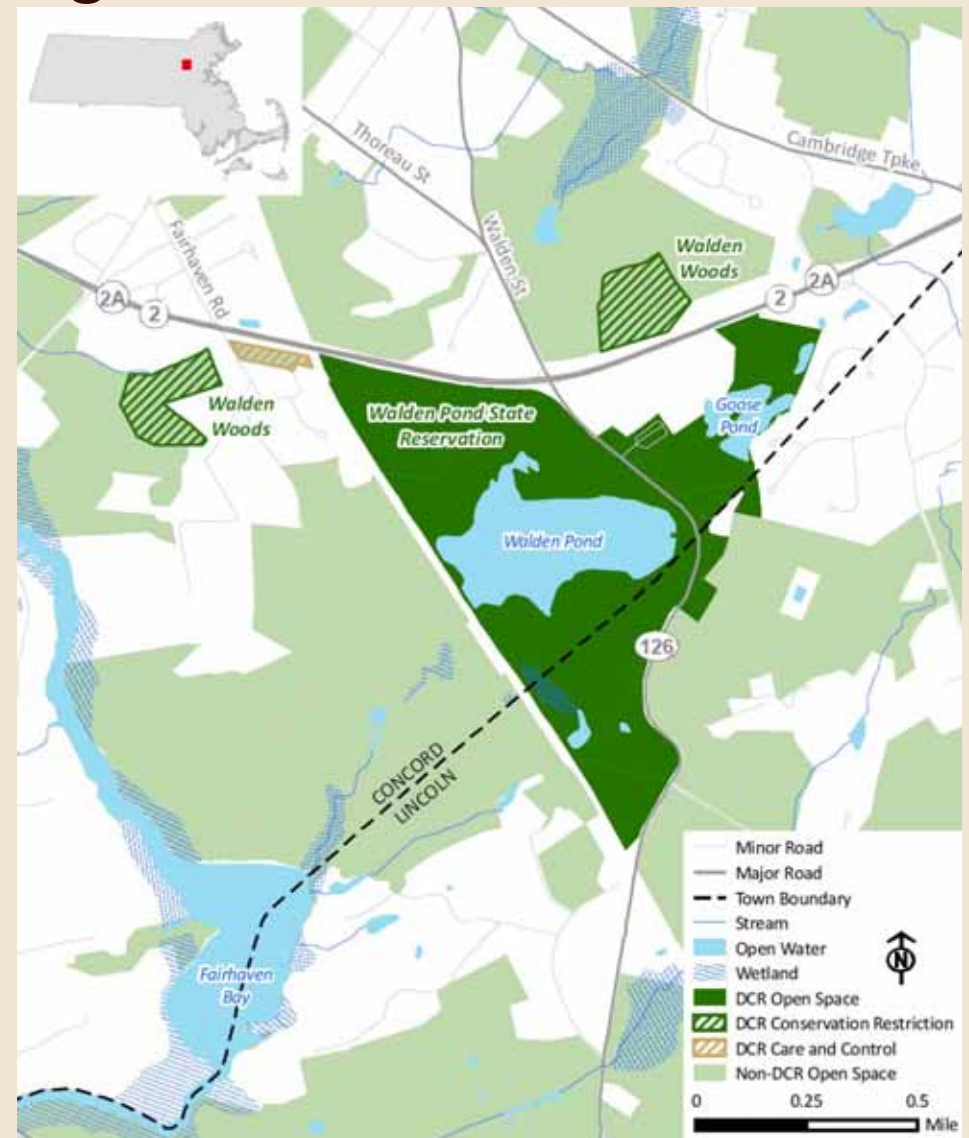 Thoreau St
Cambridge Tpke
Fairhaven Rd
Walden St
Walden
Woods
2A
2
2
2A
Walden
Woods
Walden Pond State
Reservation
Goose
Pond
Walden Pond
126
CONCORD
LINCOLN
Fairhaven
Bay
Minor Road
Major Road
Town Boundary
Stream
Open Water
Wetland
DCR Open Space
DCR Conservation Restriction
DCR Care and Control
Non-DCR Open Space
N
0 0.25 0.5
Mile